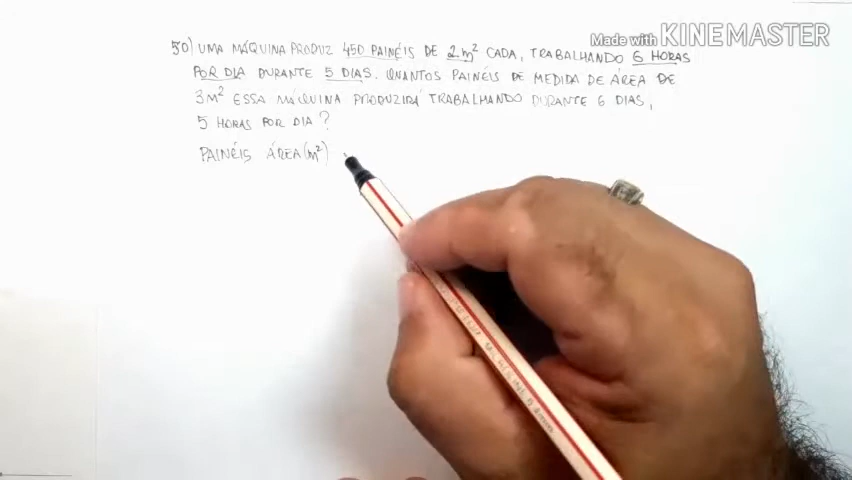 Made with KINEMASTER
50) UMA MÁQUINA PRODUZ 450 PAINÉIS DE 2 m² CADA, TRABALHANDO 6 HORAS
POR DIA DURANTE 5 DIAS. QUANTOS PAINÉIS DE MEDIDA DE ÁREA DE
3m² ESSA MÁQUINA PRODUZIRÁ TRABALHANDO DURANTE 6 DIAS,
5 HORAS POR DIA?
PAINÉIS ÁREA(m²)